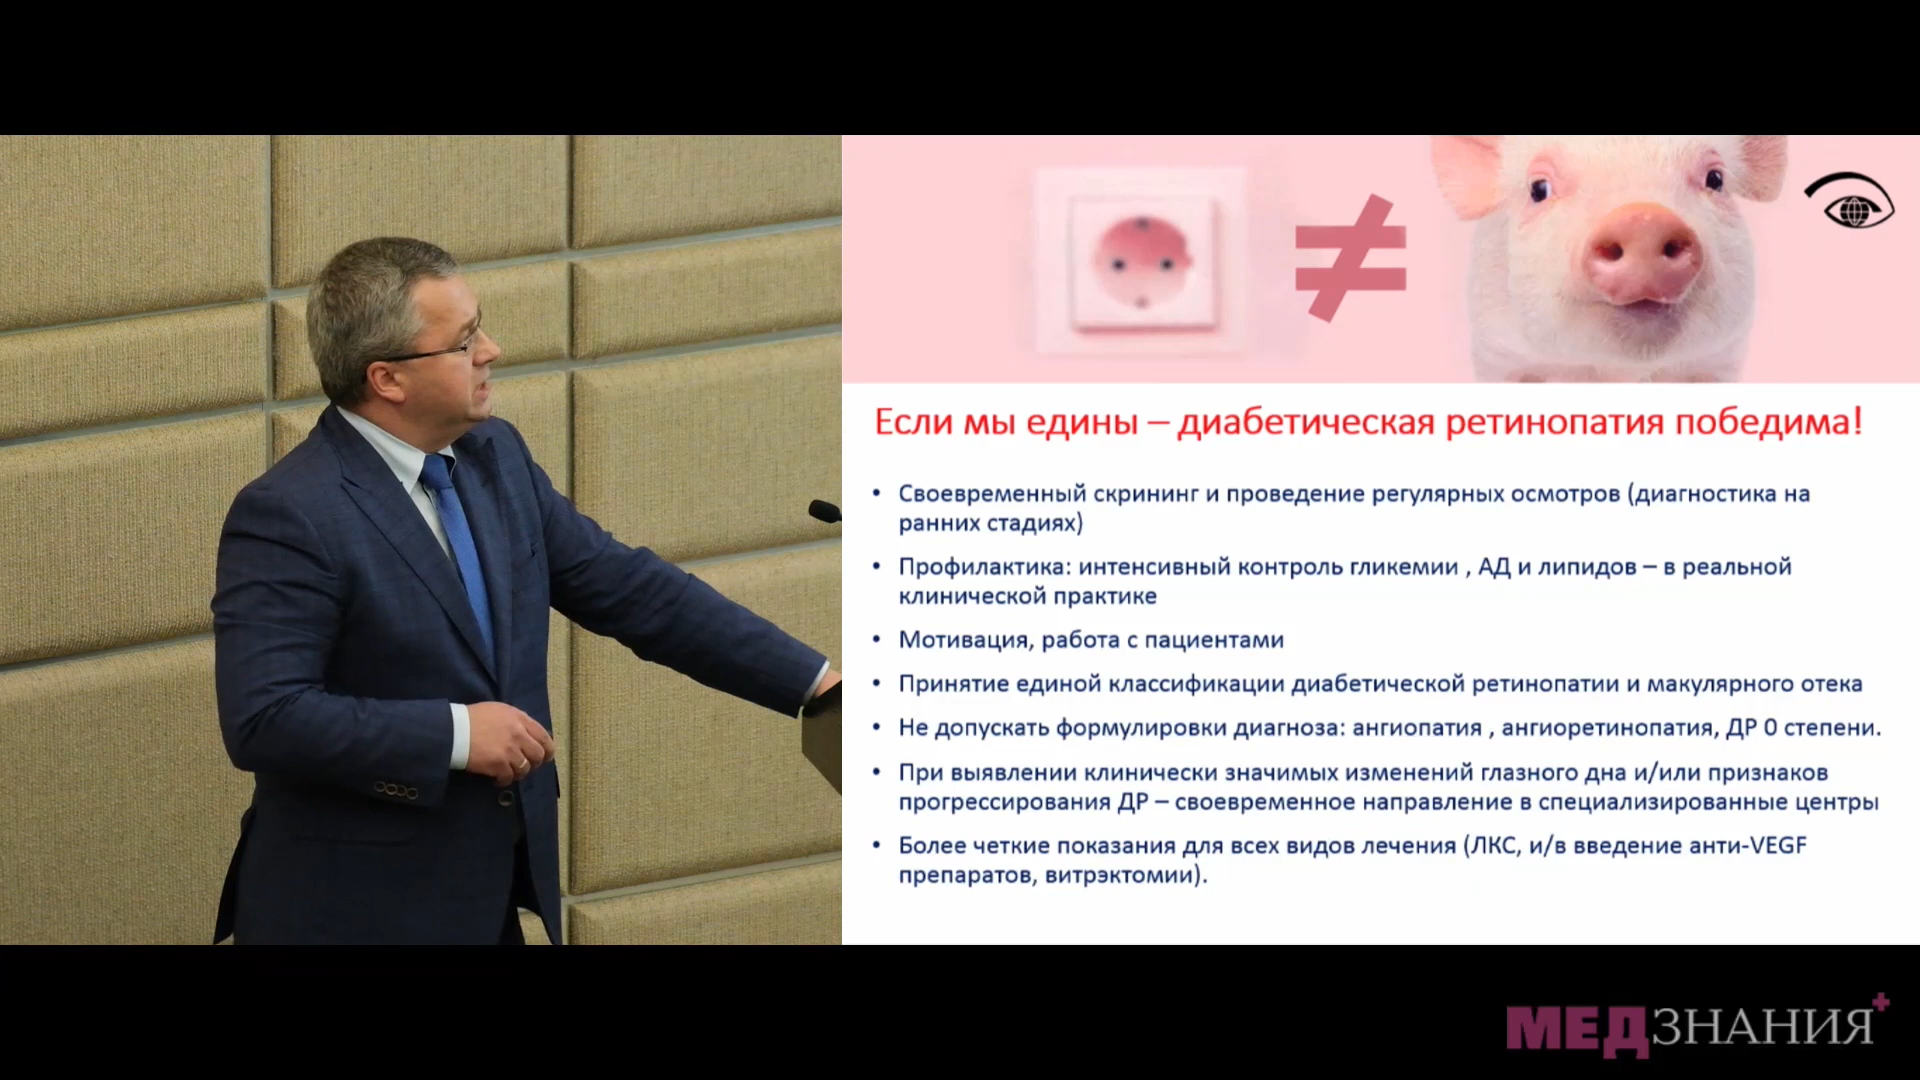 Если мы едины – диабетическая ретинопатия победима!
• Своевременный скрининг и проведение регулярных осмотров (диагностика на
ранних стадиях)
• Профилактика: интенсивный контроль гликемии , АД и липидов – в реальной
клинической практике
• Мотивация, работа с пациентами
• Принятие единой классификации диабетической ретинопатии и макулярного отека
• Не допускать формулировки диагноза: ангиопатия , ангиоретинопатия, ДР 0 степени.
• При выявлении клинически значимых изменений глазного дна и/или признаков
прогрессирования ДР – своевременное направление в специализированные центры
• Более четкие показания для всех видов лечения (ЛКС, и/в введение анти-VEGF
препаратов, витрэктомии).
МЕДЗНАНИЯ+